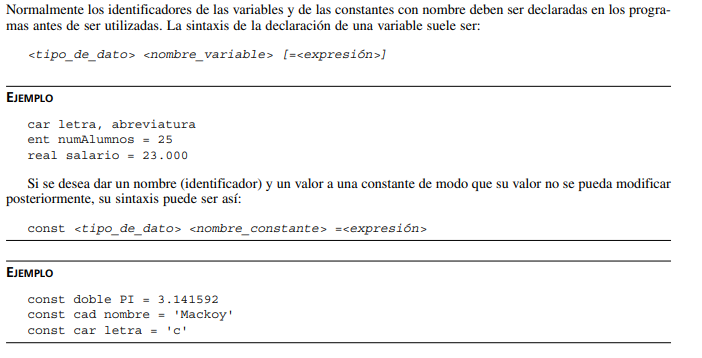 Normalmente los identificadores de las variables y de las constantes con nombre deben ser declaradas en los progra-
mas antes de ser utilizadas. La sintaxis de la declaración de una variable suele ser:
<tipo_de_dato> <nombre_variable> [=<expresión>]
EJEMPLO
car letra, abreviatura
ent numAlumnos = 25
real salario = 23.000
Si se desea dar un nombre (identificador) y un valor a una constante de modo que su valor no se pueda modificar
posteriormente, su sintaxis puede ser así:
const <tipo_de_dato> <nombre_constante> =<expresión>
EJEMPLO
const doble PI = 3.141592
const cad nombre = 'Mackoy'
const car letra = 'c'